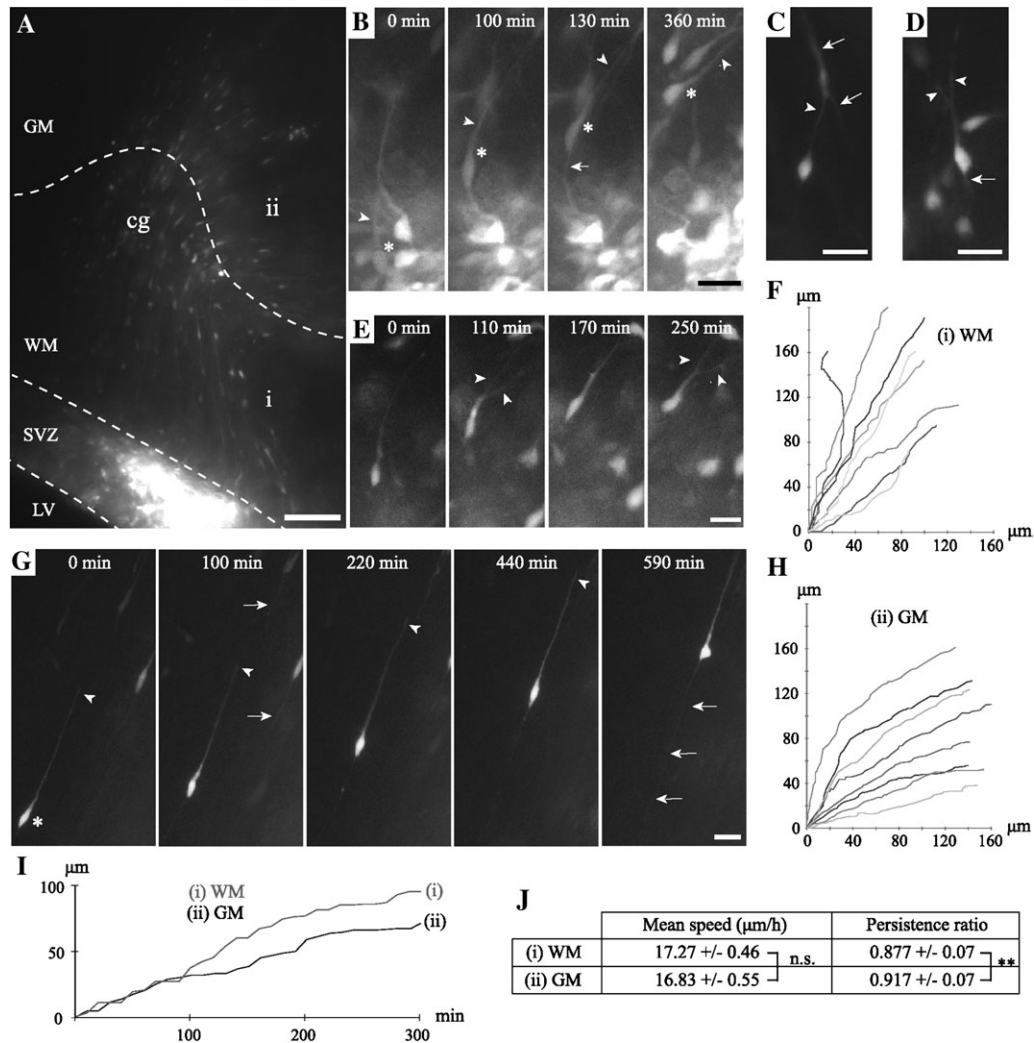 A
GM
cg
ii
WM
i
SVZ
LV
B
0 min
100 min
130 min
360 min
*
*
*
*
C
D
E
0 min
110 min
170 min
250 min
F
µm
(i) WM
160
120
80
40
0
0
40
80
120
160
µm
G
0 min
100 min
220 min
440 min
590 min
*
H
µm
(ii) GM
160
120
80
40
0
0
40
80
120
160
µm
I
µm
100
50
0
(i) WM
(ii) GM
(i)
(ii)
100
200
300
min
J
Mean speed (µm/h) Persistence ratio
(i) WM 17.27 +/- 0.46 0.877 +/- 0.07
n.s. **
(ii) GM 16.83 +/- 0.55 0.917 +/- 0.07